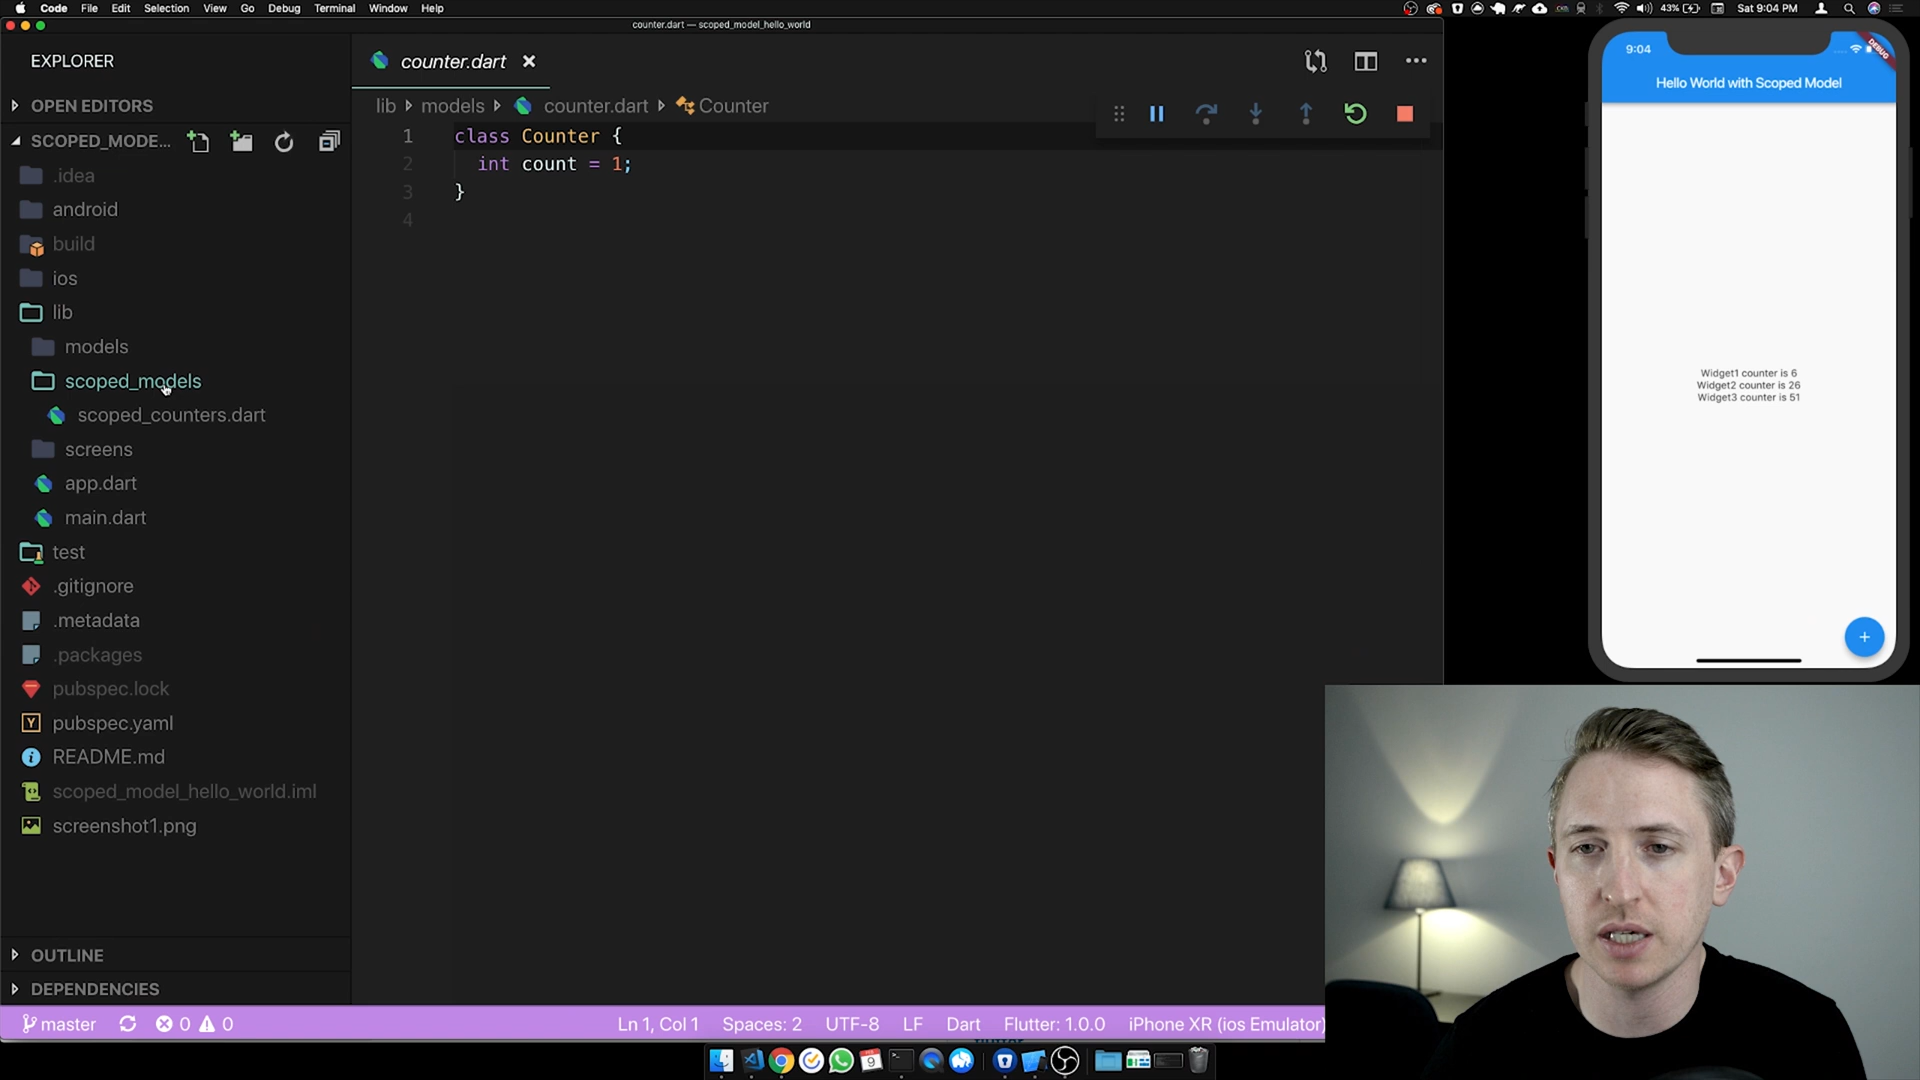 Code File Edit Selection View Go Debug Terminal Window Help
43% Sat 9:04 PM
counter.dart — scoped_model_hello_world
EXPLORER
OPEN EDITORS
SCOPED_MODE...
.idea
android
build
ios
lib
models
scoped_models
scoped_counters.dart
screens
app.dart
main.dart
test
.gitignore
.metadata
.packages
pubspec.lock
pubspec.yaml
README.md
scoped_model_hello_world.iml
screenshot1.png
OUTLINE
DEPENDENCIES
counter.dart
lib models counter.dart Counter
1 class Counter {
2 int count = 1;
3 }
4
master 0 0 Ln 1, Col 1 Spaces: 2 UTF-8 LF Dart Flutter: 1.0.0 iPhone XR (ios Emulator)
9:04
DEBUG
Hello World with Scoped Model
Widget1 counter is 6
Widget2 counter is 26
Widget3 counter is 51